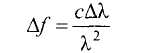 Δf = cΔλ / λ²